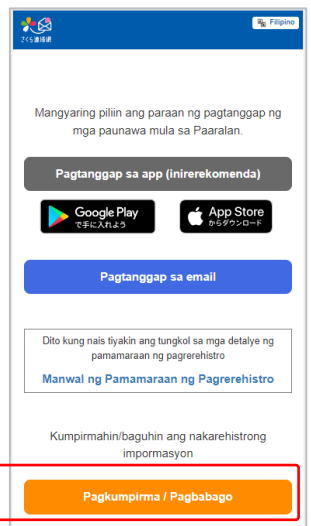 さくら連絡網
Filipino
Mangyaring piliin ang paraan ng pagtanggap ng
mga paunawa mula sa Paaralan.
Pagtanggap sa app (inirerekomenda)
Google Play
で手に入れよう
App Store
からダウンロード
Pagtanggap sa email
Dito kung nais tiyakin ang tungkol sa mga detalye ng
pamamaraan ng pagrerehistro
Manwal ng Pamamaraan ng Pagrerehistro
Kumpirmahin/baguhin ang nakarehistrong
impormasyon
Pagkumpirma / Pagbabago